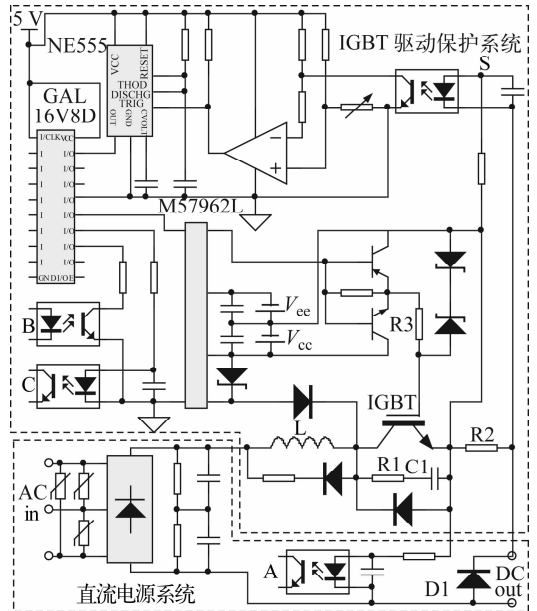 5 V
NE555
IGBT 驱动保护系统
S
VCC
RESET
THOD
DISCHG
TRIG
GND
OUT
CVOLT
GAL
16V8D
I/CLK VCC
I I/O
I I/O
I I/O
I I/O
I I/O
I I/O
I I/O
I I/O
GND I/OE
−
+
M57962L
Vee
Vcc
R3
B
C
IGBT
L
R2
R1
C1
AC
in
A
D1
DC
out
直流电源系统